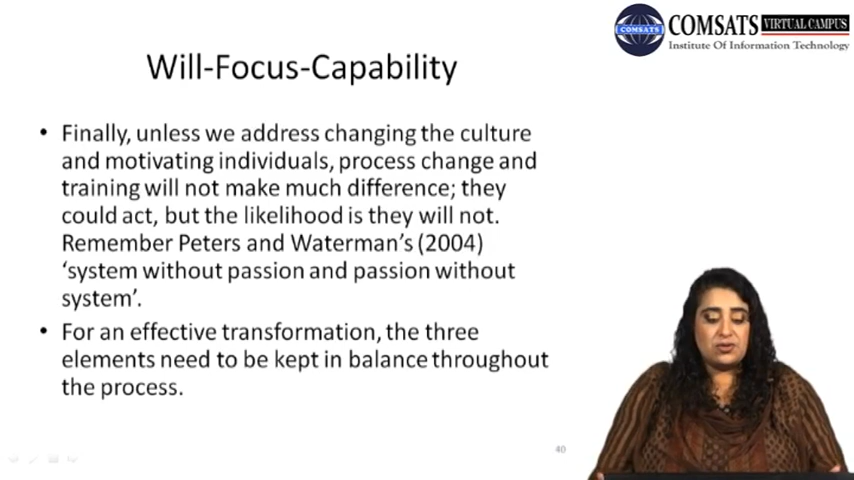 COMSATS
COMSATS VIRTUAL CAMPUS
Institute Of Information Technology
Will-Focus-Capability
• Finally, unless we address changing the culture
and motivating individuals, process change and
training will not make much difference; they
could act, but the likelihood is they will not.
Remember Peters and Waterman's (2004)
'system without passion and passion without
system'.
• For an effective transformation, the three
elements need to be kept in balance throughout
the process.
40